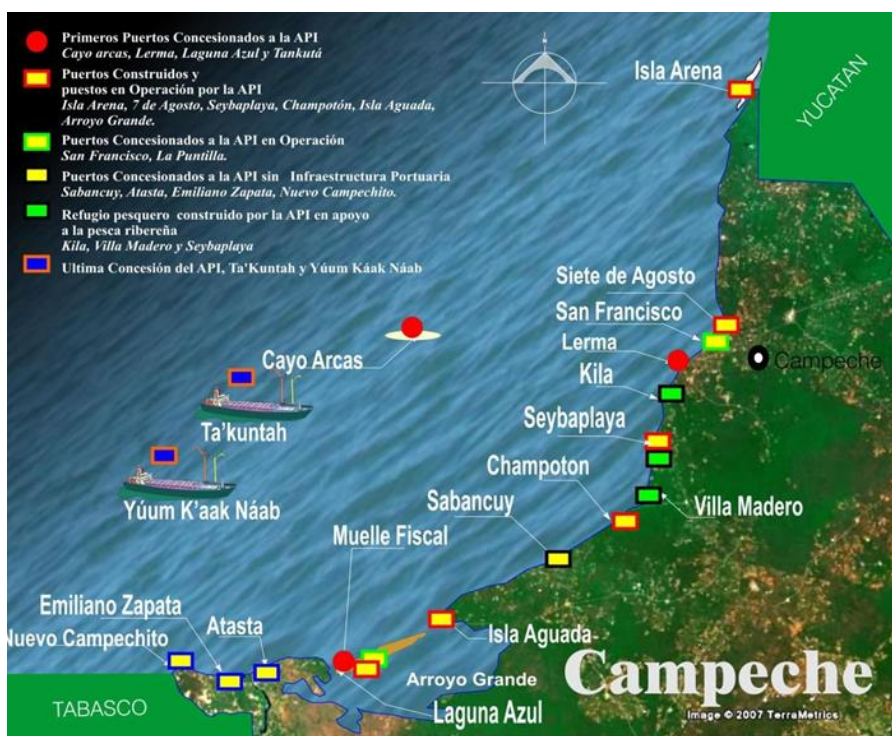 Primeros Puertos Concesionados a la API
Cayo arcas, Lerma, Laguna Azul y Tankutá
Puertos Construidos y
puestos en Operación por la API
Isla Arena, 7 de Agosto, Seybaplaya, Champotón, Isla Aguada,
Arroyo Grande.
Puertos Concesionados a la API en Operación
San Francisco, La Puntilla.
Puertos Concesionados a la API sin Infraestructura Portuaria
Sabancuy, Atasta, Emiliano Zapata, Nuevo Campechito.
Refugio pesquero construido por la API en apoyo
a la pesca ribereña
Kila, Villa Madero y Seybaplaya
Ultima Concesión del API, Ta'Kuntah y Yúum Káak Náab
Isla Arena
YUCATAN
Siete de Agosto
San Francisco
Lerma
Campeche
Cayo Arcas
Kila
Ta'kuntah
Seybaplaya
Champoton
Yúum K'aak Náab
Sabancuy
Villa Madero
Muelle Fiscal
Emiliano Zapata
Nuevo Campechito
Atasta
Isla Aguada
Arroyo Grande
Campeche
TABASCO
Laguna Azul
Image © 2007 TerraMetrics